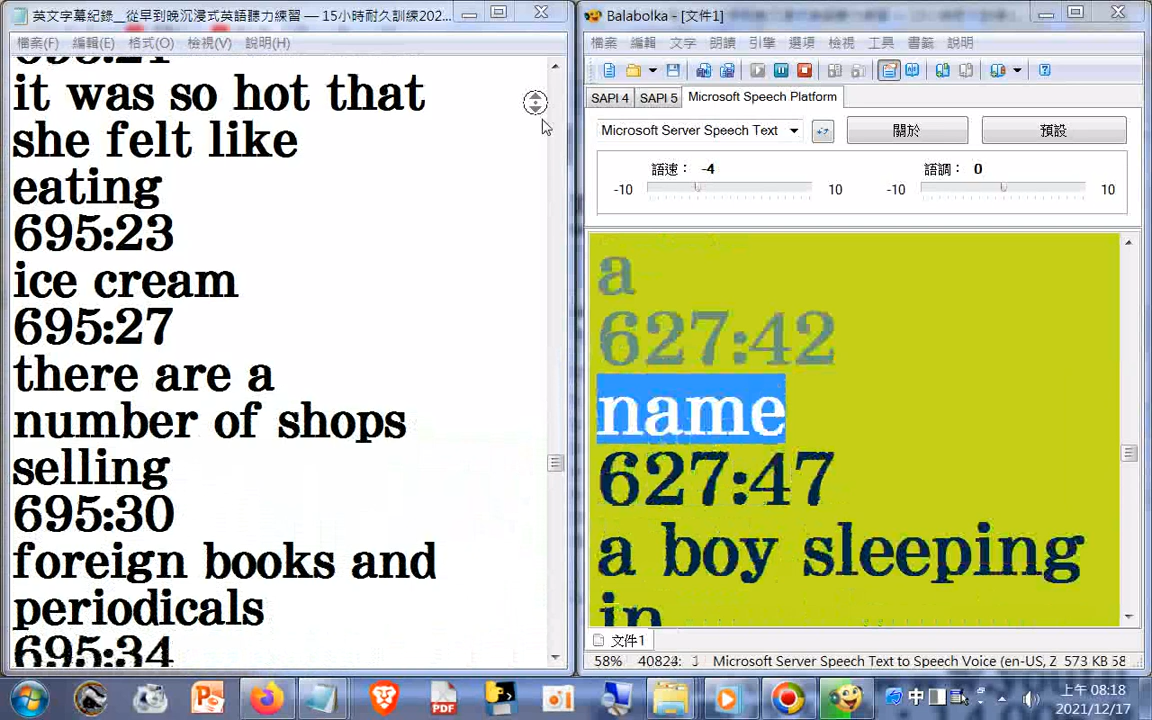 英文字幕紀錄__從早到晚沉浸式英語聽力練習 — 15小時耐久訓練202...
檔案(F) 編輯(E) 格式(O) 檢視(V) 說明(H)
it was so hot that
she felt like
eating
695:23
ice cream
695:27
there are a
number of shops
selling
695:30
foreign books and
periodicals
695:34
Balabolka - [文件1]
檔案 編輯 文字 朗讀 引擎 選項 檢視 工具 書籤 說明
SAPI 4 SAPI 5 Microsoft Speech Platform
Microsoft Server Speech Text 關於 預設
語速： -4 語調： 0
-10 10 -10 10
a
627:42
name
627:47
a boy sleeping
in
文件1
58% 40824: 1 Microsoft Server Speech Text to Speech Voice (en-US, Z 573 KB 58
PDF 中 上午 08:18
2021/12/17